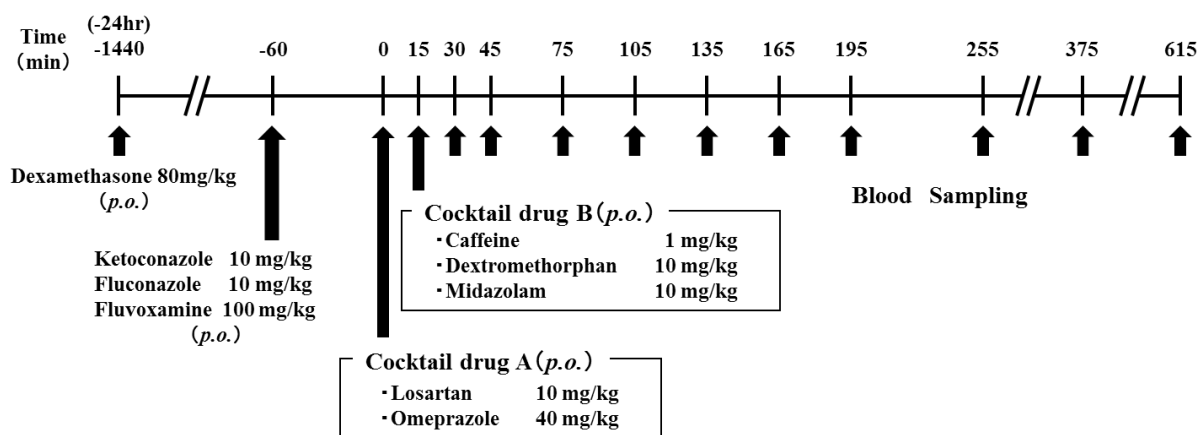 Time
(min)
(-24hr)
-1440 -60 0 15 30 45 75 105 135 165 195 255 375 615
Dexamethasone 80mg/kg
(p.o.)
Ketoconazole 10 mg/kg
Fluconazole 10 mg/kg
Fluvoxamine 100 mg/kg
(p.o.)
Blood Sampling
Cocktail drug B(p.o.)
・Caffeine 1 mg/kg
・Dextromethorphan 10 mg/kg
・Midazolam 10 mg/kg
Cocktail drug A(p.o.)
・Losartan 10 mg/kg
・Omeprazole 40 mg/kg